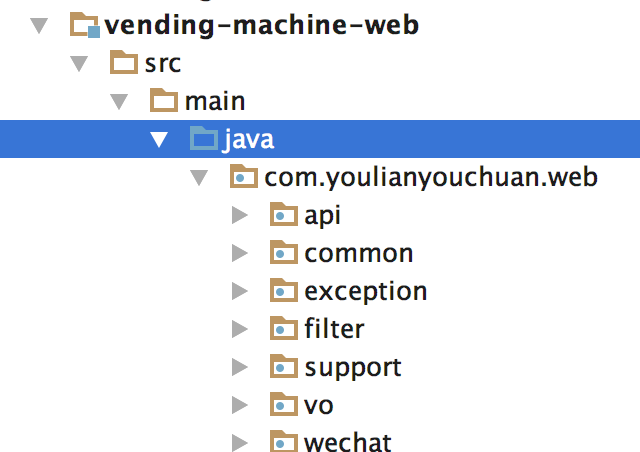 vending-machine-web
src
main
java
com.youlianyouchuan.web
api
common
exception
filter
support
vo
wechat